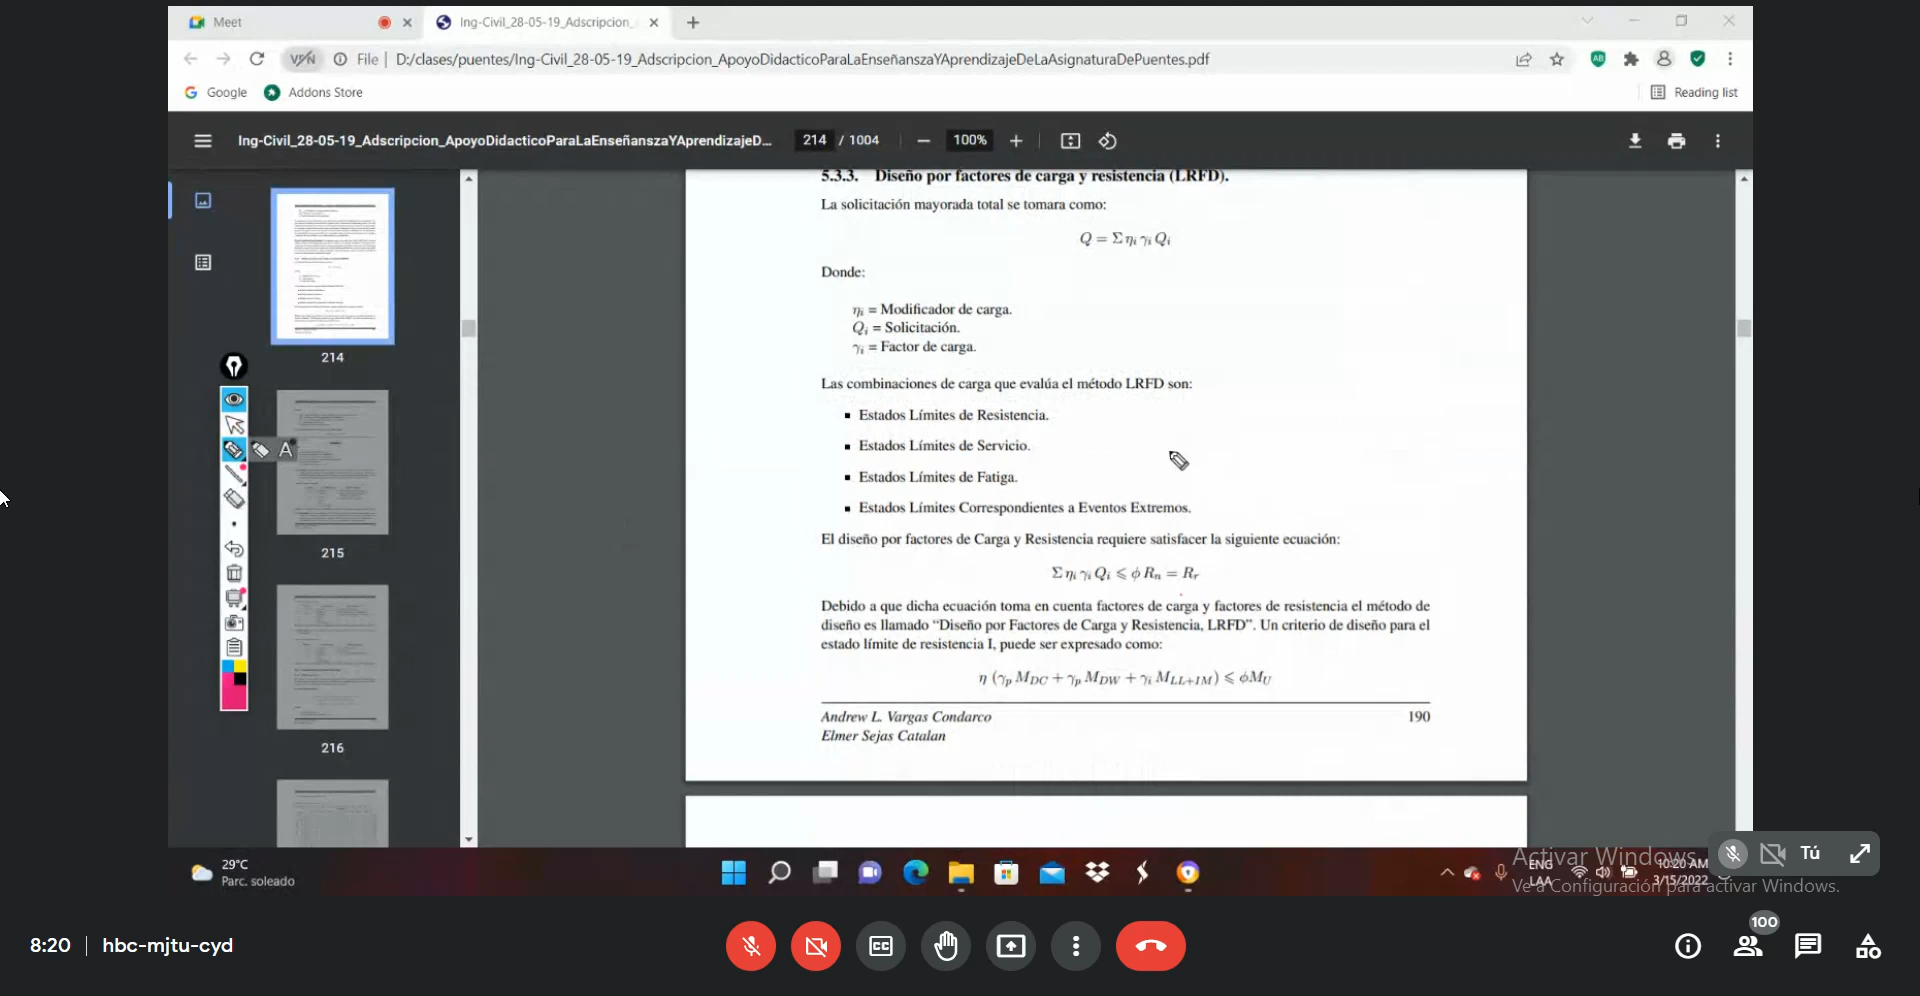 Meet
Ing-Civil_28-05-19_Adscripcion_
File | D:/clases/puentes/Ing-Civil_28-05-19_Adscripcion_ApoyoDidacticoParaLaEnseñanszaYAprendizajeDeLaAsignaturaDePuentes.pdf
Google Addons Store Reading list
Ing-Civil_28-05-19_Adscripcion_ApoyoDidacticoParaLaEnseñanszaYAprendizajeD... 214 / 1004 100%
5.3.3. Diseño por factores de carga y resistencia (LRFD).
La solicitación mayorada total se tomara como:
Q = Σ ηi γi Qi
Donde:
ηi = Modificador de carga.
Qi = Solicitación.
γi = Factor de carga.
Las combinaciones de carga que evalúa el método LRFD son:
▪ Estados Límites de Resistencia.
▪ Estados Límites de Servicio.
▪ Estados Límites de Fatiga.
▪ Estados Límites Correspondientes a Eventos Extremos.
El diseño por factores de Carga y Resistencia requiere satisfacer la siguiente ecuación:
Σ ηi γi Qi ⩽ ϕ Rn = Rr
Debido a que dicha ecuación toma en cuenta factores de carga y factores de resistencia el método de
diseño es llamado “Diseño por Factores de Carga y Resistencia, LRFD”. Un criterio de diseño para el
estado límite de resistencia I, puede ser expresado como:
η (γp MDC + γp MDW + γi MLL+IM) ⩽ ϕMU
Andrew L. Vargas Condarco 190
Elmer Sejas Catalan
214
215
216
A
29°C
Parc. soleado
ENG
LAA
10:20 AM
3/15/2022
Activar Windows
Ve a Configuración para activar Windows.
Tú
8:20 | hbc-mjtu-cyd
100